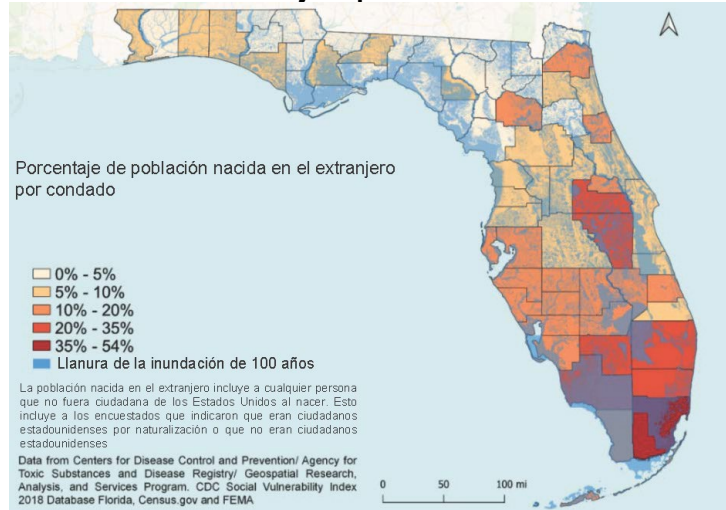 Porcentaje de población nacida en el extranjero
por condado
0% - 5%
5% - 10%
10% - 20%
20% - 35%
35% - 54%
Llanura de la inundación de 100 años
La población nacida en el extranjero incluye a cualquier persona
que no fuera ciudadana de los Estados Unidos al nacer. Esto
incluye a los encuestados que indicaron que eran ciudadanos
estadounidenses por naturalización o que no eran ciudadanos
estadounidenses
Data from Centers for Disease Control and Prevention/ Agency for
Toxic Substances and Disease Registry/ Geospatial Research,
Analysis, and Services Program. CDC Social Vulnerability Index
2018 Database Florida, Census.gov and FEMA
0 50 100 mi